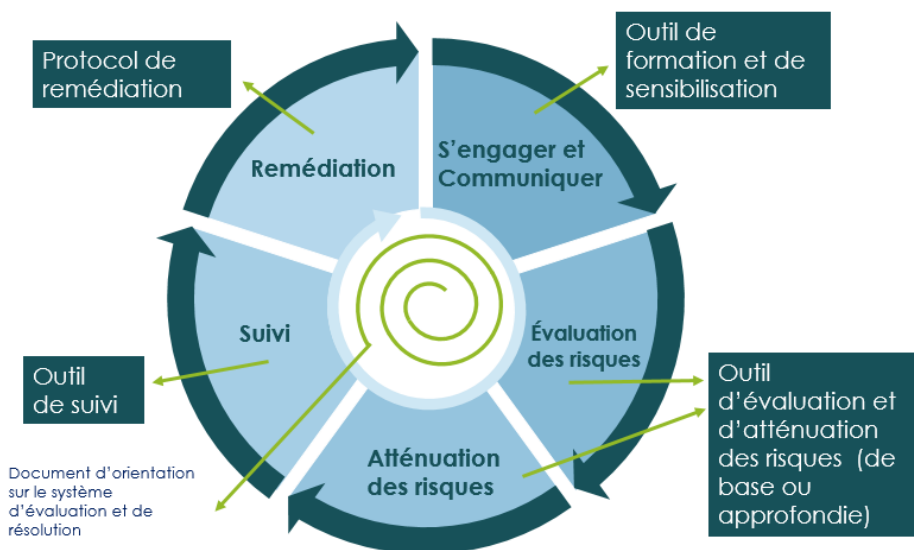 Protocol de
remédiation
Outil de
formation et de
sensibilisation
Remédiation
S'engager et
Communiquer
Suivi
Évaluation
des risques
Outil
de suivi
Atténuation
des risques
Outil
d'évaluation et
d'atténuation
des risques (de
base ou
approfondie)
Document d'orientation
sur le système
d'évaluation et de
résolution